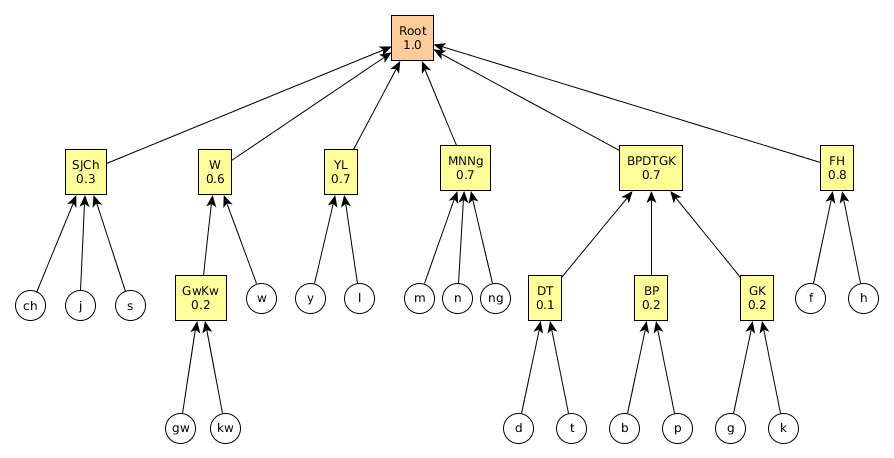 Root
1.0
SJCh
0.3
W
0.6
YL
0.7
MNNg
0.7
BPDTGK
0.7
FH
0.8
ch
j
s
GwKw
0.2
w
y
l
m
n
ng
DT
0.1
BP
0.2
GK
0.2
f
h
gw
kw
d
t
b
p
g
k